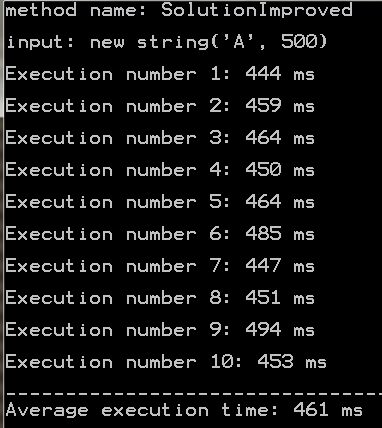 method name: SolutionImproved
input: new string('A', 500)
Execution number 1: 444 ms
Execution number 2: 459 ms
Execution number 3: 464 ms
Execution number 4: 450 ms
Execution number 5: 464 ms
Execution number 6: 485 ms
Execution number 7: 447 ms
Execution number 8: 451 ms
Execution number 9: 494 ms
Execution number 10: 453 ms
--------------------------------
Average execution time: 461 ms